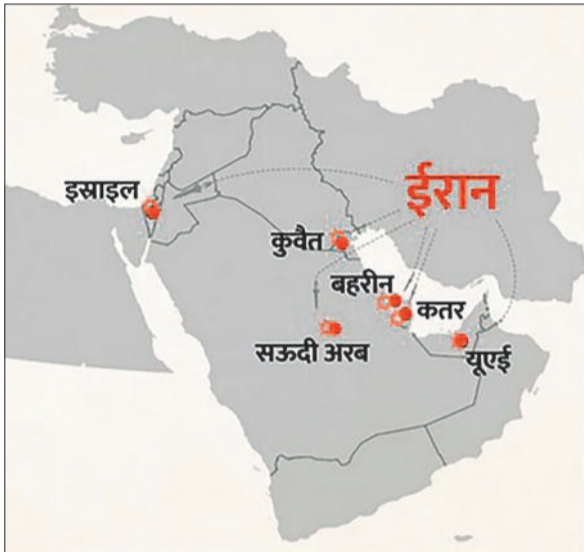 इस्राइल
ईरान
कुवैत
बहरीन
कतर
सऊदी अरब
यूएई